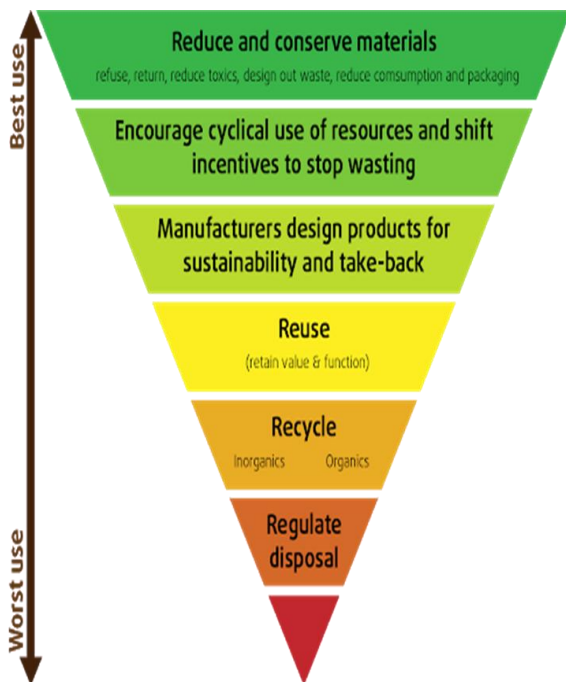 Best use
Reduce and conserve materials
refuse, return, reduce toxics, design out waste, reduce comsumption and packaging
Encourage cyclical use of resources and shift
incentives to stop wasting
Manufacturers design products for
sustainability and take-back
Reuse
(retain value & function)
Recycle
Inorganics Organics
Regulate
disposal
Worst use